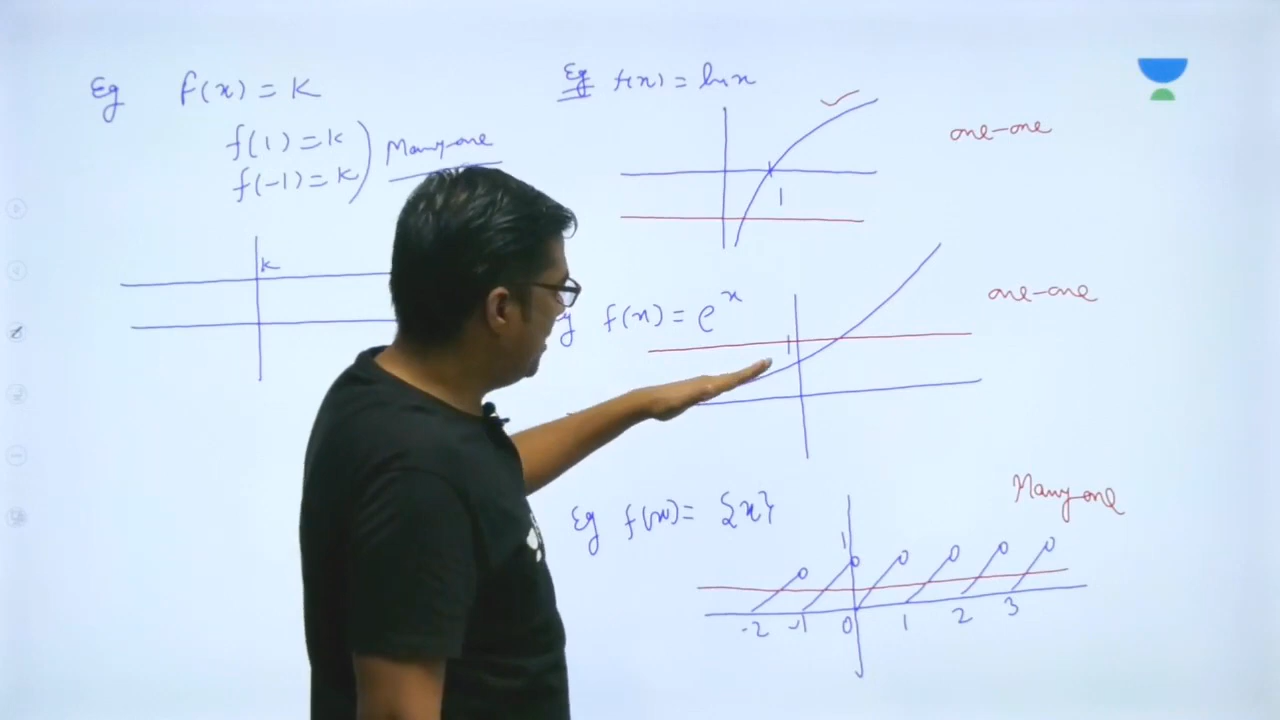 Eg f(x) = K
f(1) = K
f(-1) = K
Many-one
K
Eg f(x) = ln x
one-one
1
f(x) = e^x
one-one
1
Eg f(x) = {x}
Many-one
1
-2 -1 0 1 2 3